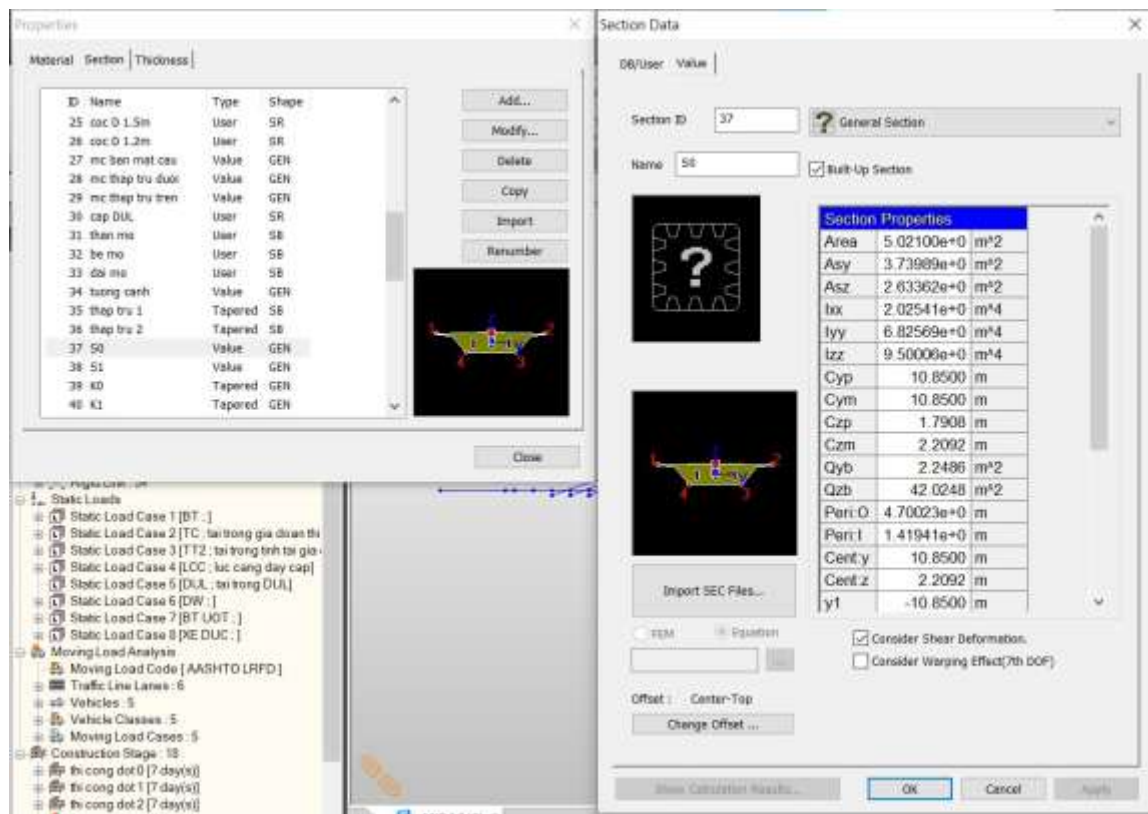 Properties
Material Section Thickness
ID Name Type Shape
25 coc D 1.5m User SR
26 coc D 1.2m User SR
27 mc ben mat cau Value GEN
28 mc thap tru duoi Value GEN
29 mc thap tru tren Value GEN
30 cap DUL User SR
31 than mo User SB
32 be mo User SB
33 dai mo User SB
34 tuong canh Value GEN
35 thap tru 1 Tapered SB
36 thap tru 2 Tapered SB
37 S0 Value GEN
38 S1 Value GEN
39 K0 Tapered GEN
40 K1 Tapered GEN
Add...
Modify...
Delete
Copy
Import
Renumber
Close
Static Loads
Static Load Case 1 [BT ; ]
Static Load Case 2 [TC ; tai trong gia doan thi
Static Load Case 3 [TT2 ; tai trong tinh tai gia
Static Load Case 4 [LCC ; luc cang day cap]
Static Load Case 5 [DUL ; tai trong DUL]
Static Load Case 6 [DW ; ]
Static Load Case 7 [BT UOT ; ]
Static Load Case 8 [XE DUC ; ]
Moving Load Analysis
Moving Load Code [ AASHTO LRFD ]
Traffic Line Lanes : 6
Vehicles : 5
Vehicle Classes : 5
Moving Load Cases : 5
Construction Stage : 18
thi cong dot 0 [7 day(s)]
thi cong dot 1 [7 day(s)]
thi cong dot 2 [7 day(s)]
Section Data
DB/User Value
Section ID 37 General Section
Name S0 Built-Up Section
Section Properties
Area 5.02100e+0 m^2
Asy 3.73989e+0 m^2
Asz 2.63362e+0 m^2
Ixx 2.02541e+0 m^4
Iyy 6.82569e+0 m^4
Izz 9.50006e+0 m^4
Cyp 10.8500 m
Cym 10.8500 m
Czp 1.7908 m
Czm 2.2092 m
Qyb 2.2486 m^2
Qzb 42.0248 m^2
Peri:O 4.70023e+0 m
Peri:I 1.41941e+0 m
Cent:y 10.8500 m
Cent:z 2.2092 m
y1 -10.8500 m
Import SEC Files...
FEM Equation
Consider Shear Deformation.
Consider Warping Effect(7th DOF)
Offset : Center-Top
Change Offset ...
Show Calculation Results...
OK Cancel Apply